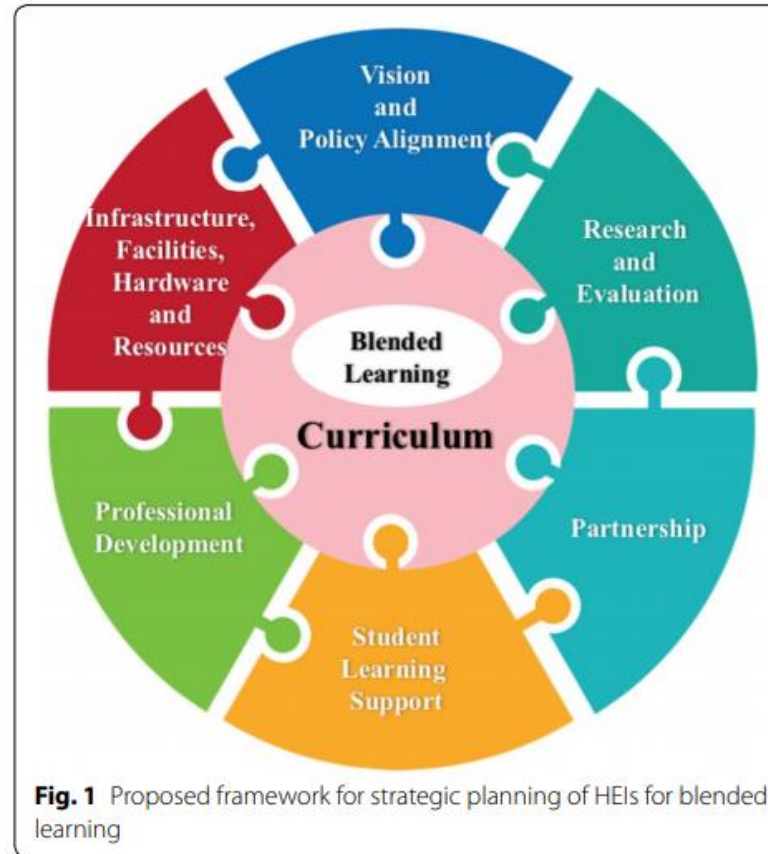 Vision
and
Policy Alignment
Research
and
Evaluation
Infrastructure,
Facilities,
Hardware
and
Resources
Blended
Learning
Curriculum
Professional
Development
Partnership
Student
Learning
Support
Fig. 1 Proposed framework for strategic planning of HEIs for blended
learning